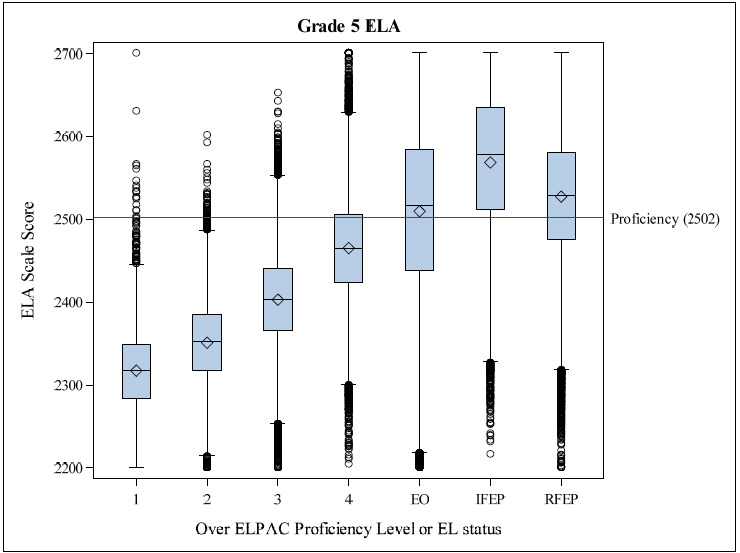 Grade 5 ELA
2700
2600
2500
2400
2300
2200
ELA Scale Score
Proficiency (2502)
1 2 3 4 EO IFEP RFEP
Over ELPAC Proficiency Level or EL status